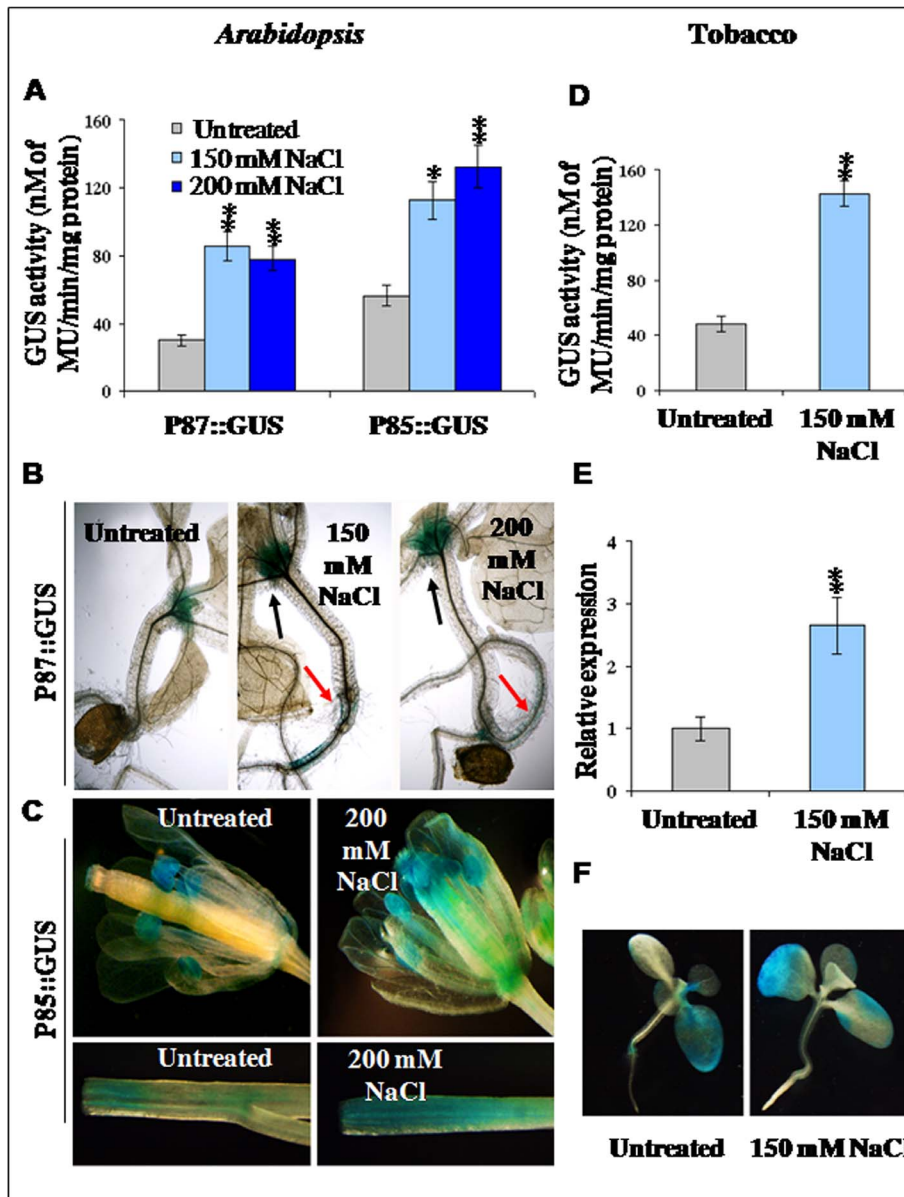 Arabidopsis
Tobacco
A
GUS activity (nM of
MU/min/mg protein)
160
120
80
40
0
Untreated
150 mM NaCl
200 mM NaCl
**
**
*
**
P87::GUS
P85::GUS
D
GUS activity (nM of
MU/min/mg protein)
160
120
80
40
0
**
Untreated
150 mM
NaCl
B
P87::GUS
Untreated
150
mM
NaCl
200
mM
NaCl
E
Relative expression
4
3
2
1
0
**
Untreated
150 mM
NaCl
C
P85::GUS
Untreated
200
mM
NaCl
Untreated
200 mM
NaCl
F
Untreated
150 mM NaCl